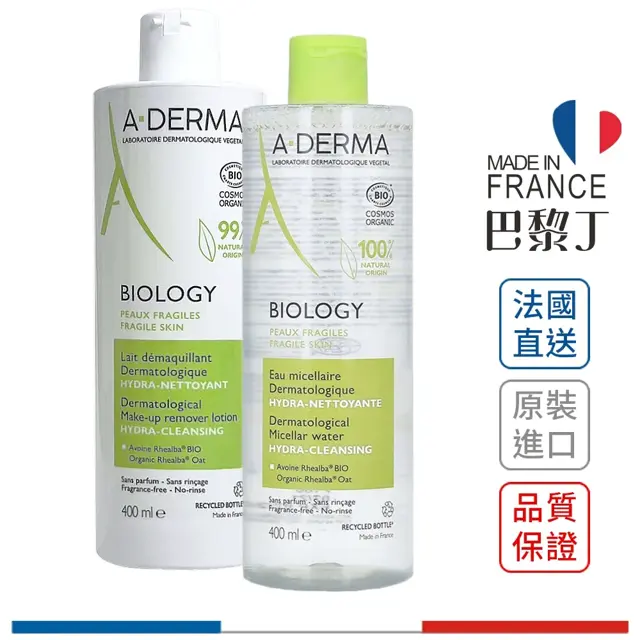 A-DERMA
LABORATOIRE DERMATOLOGIQUE VEGETAL
BIO
COSMOS
ORGANIC
99%
NATURAL
ORIGIN
BIOLOGY
PEAUX FRAGILES
FRAGILE SKIN
Lait démaquillant
Dermatologique
HYDRA-NETTOYANT
Dermatological
Make-up remover lotion
HYDRA-CLEANSING
Avoine Rhealba® BIO
Organic Rhealba® Oat
Sans parfum - Sans rinçage
Fragrance-free - No-rinse
RECYCLED BOTTLE*
Made in France
400 ml e
A-DERMA
LABORATOIRE DERMATOLOGIQUE VEGETAL
BIO
COSMOS
ORGANIC
100%
NATURAL
ORIGIN
BIOLOGY
PEAUX FRAGILES
FRAGILE SKIN
Eau micellaire
Dermatologique
HYDRA-NETTOYANTE
Dermatological
Micellar water
HYDRA-CLEANSING
Avoine Rhealba® BIO
Organic Rhealba® Oat
Sans parfum - Sans rinçage
Fragrance-free - No-rinse
RECYCLED BOTTLE*
Made in France
400 ml e
MADE IN
FRANCE
巴黎丁
法國
直送
原裝
進口
品質
保證